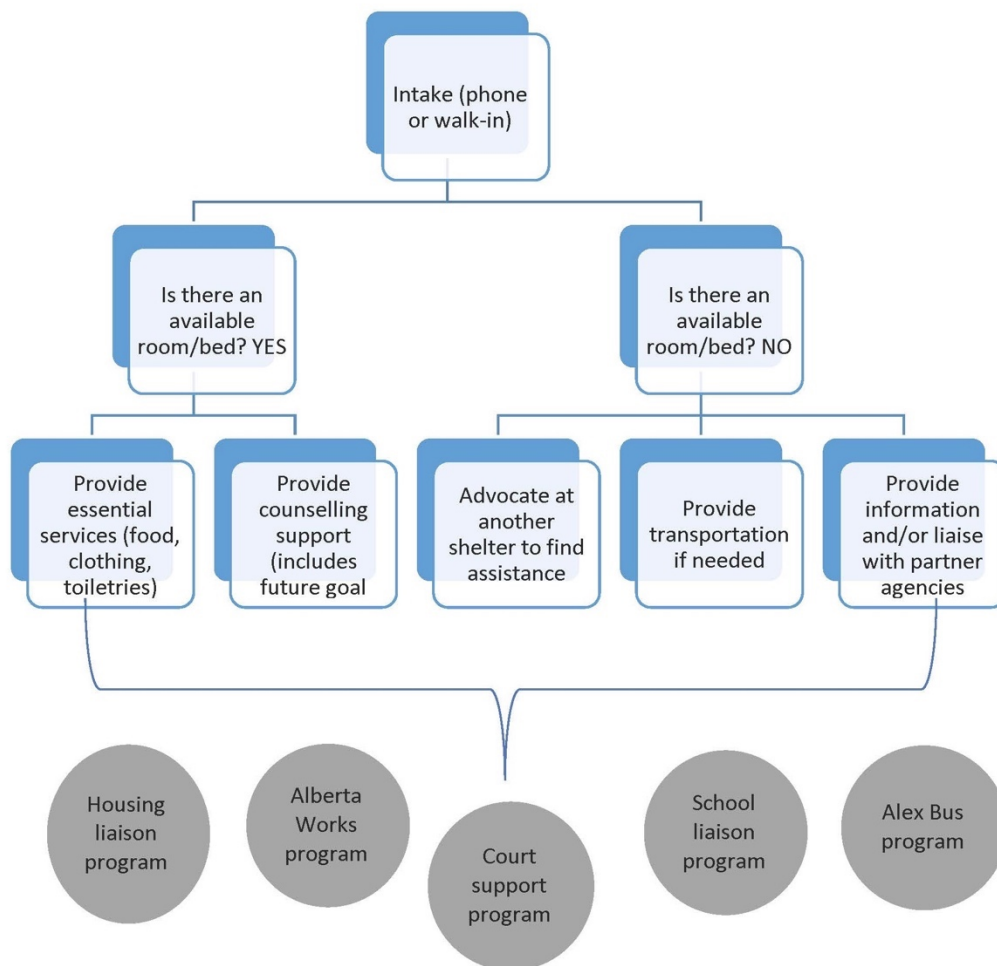 Intake (phone
or walk-in)
Is there an
available
room/bed? YES
Is there an
available
room/bed? NO
Provide
essential
services (food,
clothing,
toiletries)
Provide
counselling
support
(includes
future goal
Advocate at
another
shelter to find
assistance
Provide
transportation
if needed
Provide
information
and/or liaise
with partner
agencies
Housing
liaison
program
Alberta
Works
program
Court
support
program
School
liaison
program
Alex Bus
program